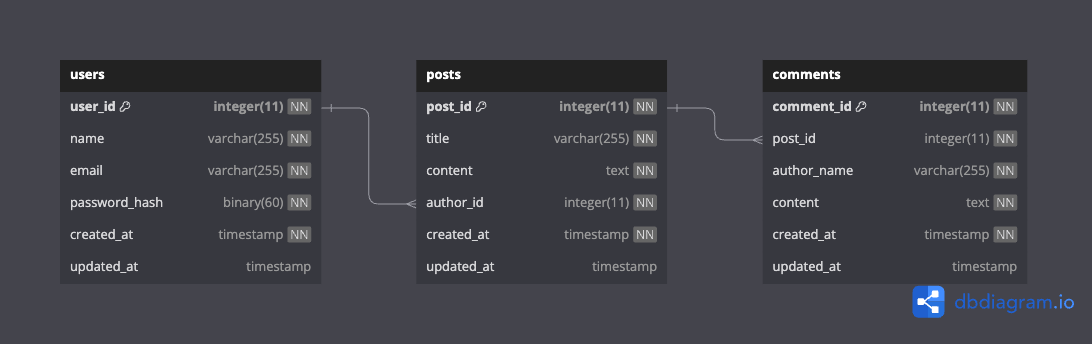 users
user_id integer(11) NN
name varchar(255) NN
email varchar(255) NN
password_hash binary(60) NN
created_at timestamp NN
updated_at timestamp
posts
post_id integer(11) NN
title varchar(255) NN
content text NN
author_id integer(11) NN
created_at timestamp NN
updated_at timestamp
comments
comment_id integer(11) NN
post_id integer(11) NN
author_name varchar(255) NN
content text NN
created_at timestamp NN
updated_at timestamp
dbdiagram.io